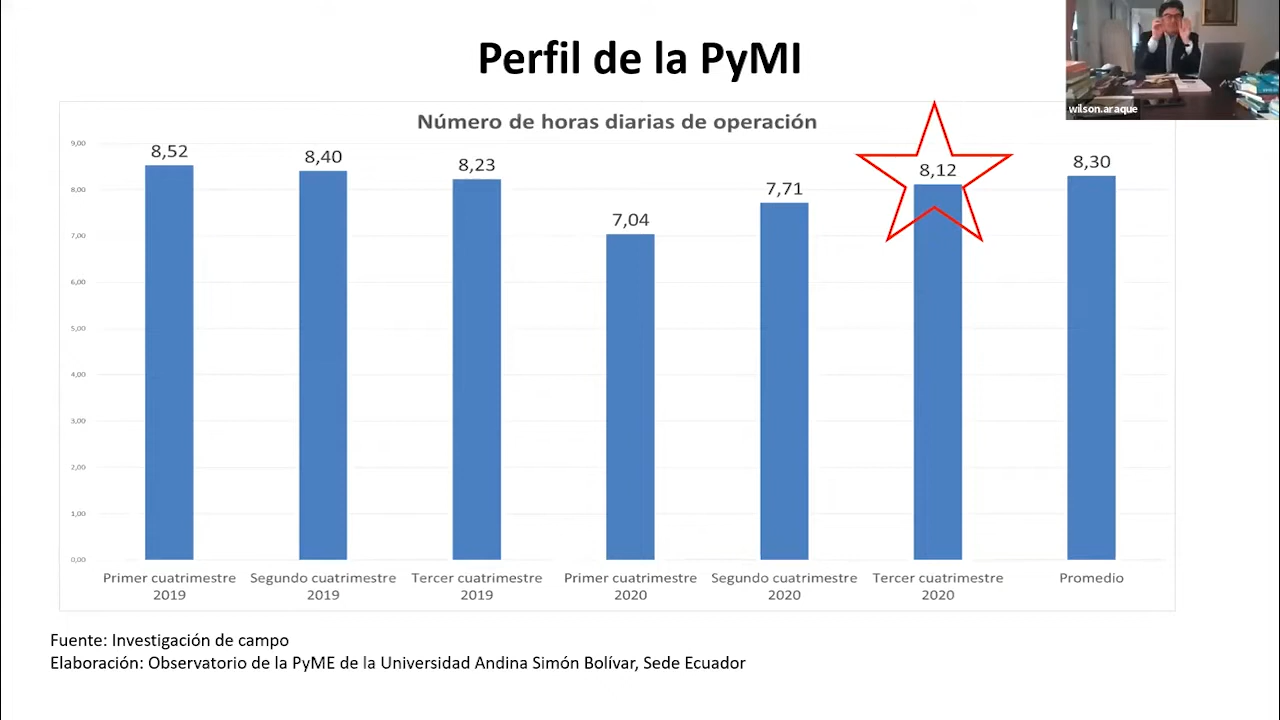 Perfil de la PyMI
wilson.araque
Número de horas diarias de operación
9,00
8,00
7,00
6,00
5,00
4,00
3,00
2,00
1,00
0,00
8,52
8,40
8,23
7,04
7,71
8,12
8,30
Primer cuatrimestre
2019
Segundo cuatrimestre
2019
Tercer cuatrimestre
2019
Primer cuatrimestre
2020
Segundo cuatrimestre
2020
Tercer cuatrimestre
2020
Promedio
Fuente: Investigación de campo
Elaboración: Observatorio de la PyME de la Universidad Andina Simón Bolívar, Sede Ecuador